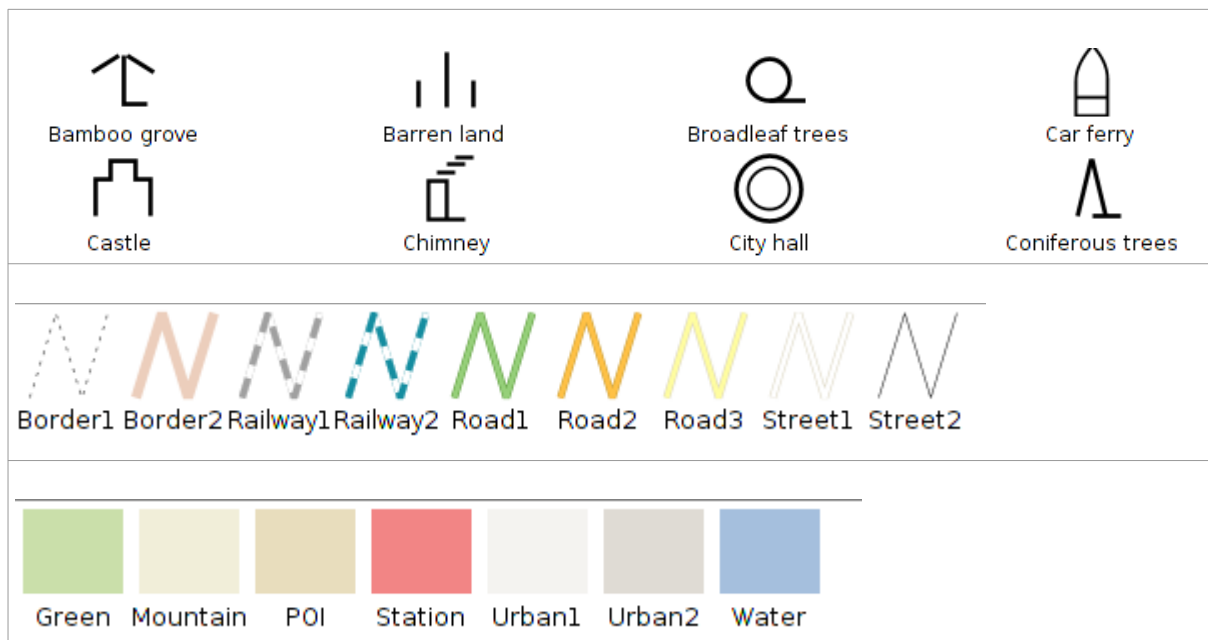 Bamboo grove Barren land Broadleaf trees Car ferry
Castle Chimney City hall Coniferous trees
Border1 Border2 Railway1 Railway2 Road1 Road2 Road3 Street1 Street2
Green Mountain POI Station Urban1 Urban2 Water